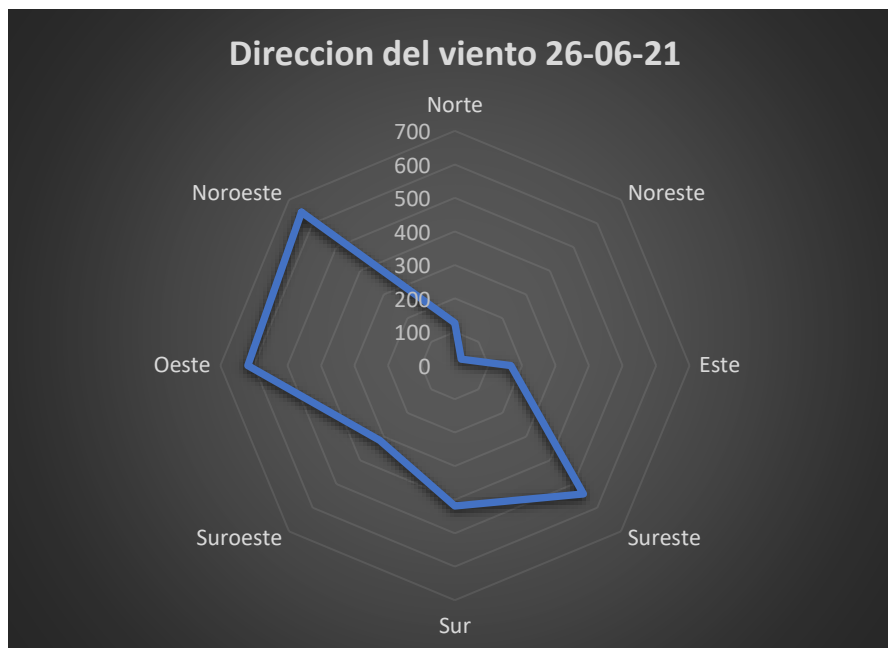 Direccion del viento 26-06-21
Norte
700
600
500
400
300
200
100
0
Noroeste
Noreste
Oeste
Este
Suroeste
Sureste
Sur